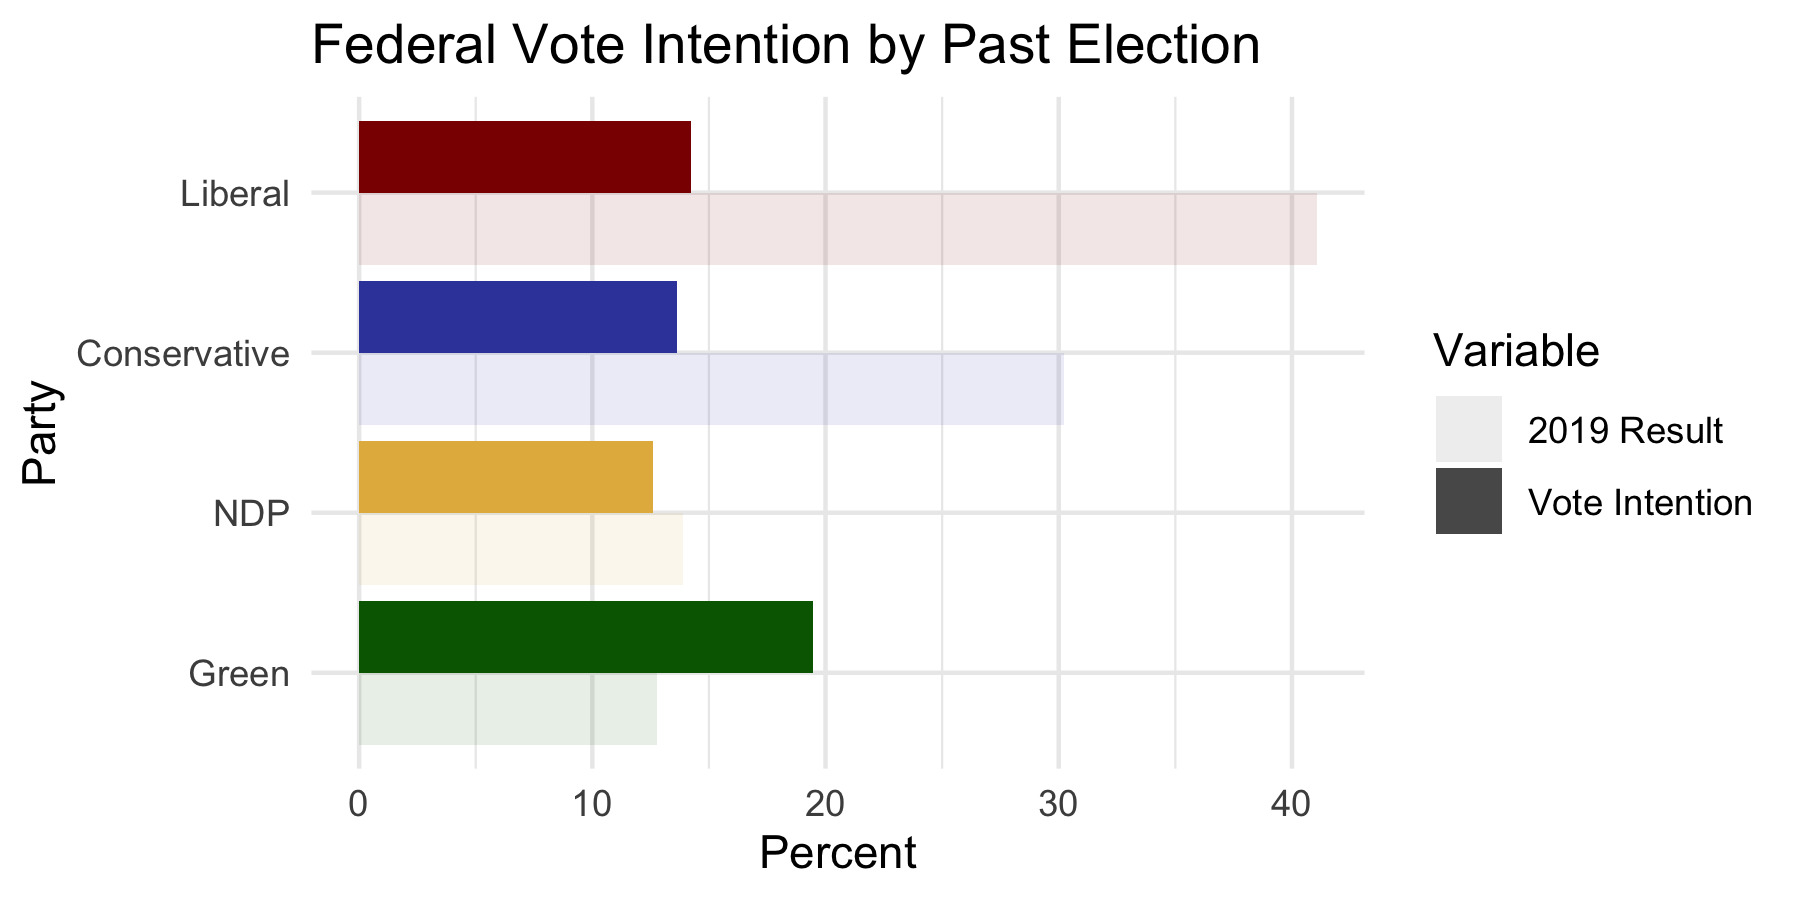 Federal Vote Intention by Past Election
Party
Liberal
Conservative
NDP
Green
0 10 20 30 40
Percent
Variable
2019 Result
Vote Intention